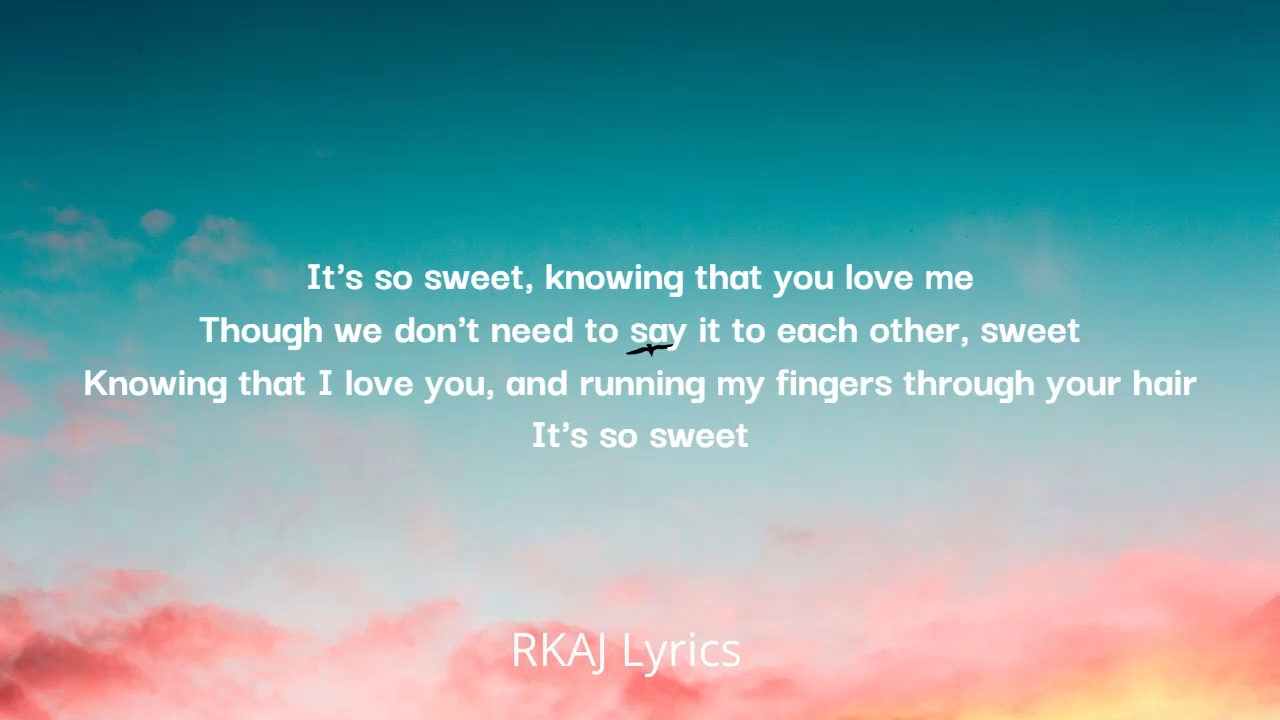 It’s so sweet, knowing that you love me
Though we don’t need to say it to each other, sweet
Knowing that I love you, and running my fingers through your hair
It’s so sweet
RKAJ Lyrics